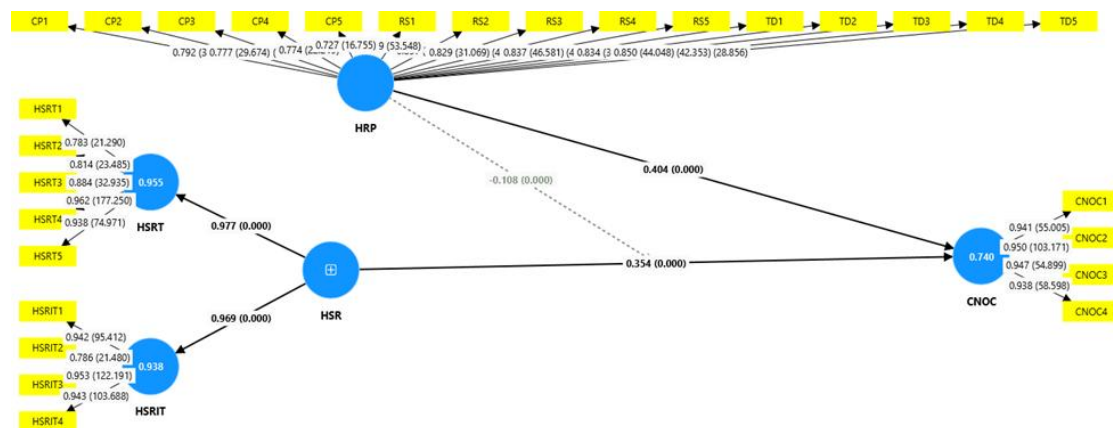 CP1 CP2 CP3 CP4 CP5 RS1 RS2 RS3 RS4 RS5 TD1 TD2 TD3 TD4 TD5
0.792 0.777 (29.674) 0.774 0.727 (16.755) (53.548) 0.829 (31.069) 0.837 (46.581) 0.834 0.850 (44.048) (42.353) (28.856)
HRP
HSRT1
HSRT2
HSRT3
HSRT4
HSRT5
0.783 (21.290)
0.814 (23.485)
0.884 (32.935)
0.962 (177.250)
0.938 (74.971)
0.955
HSRT
0.977 (0.000)
-0.108 (0.000)
0.404 (0.000)
0.354 (0.000)
HSR
0.969 (0.000)
CNOC1
CNOC2
CNOC3
CNOC4
0.941 (55.005)
0.950 (103.171)
0.947 (54.899)
0.938 (58.598)
0.740
CNOC
HSRIT1
HSRIT2
HSRIT3
HSRIT4
0.942 (95.412)
0.786 (21.480)
0.953 (122.191)
0.943 (103.688)
0.938
HSRIT